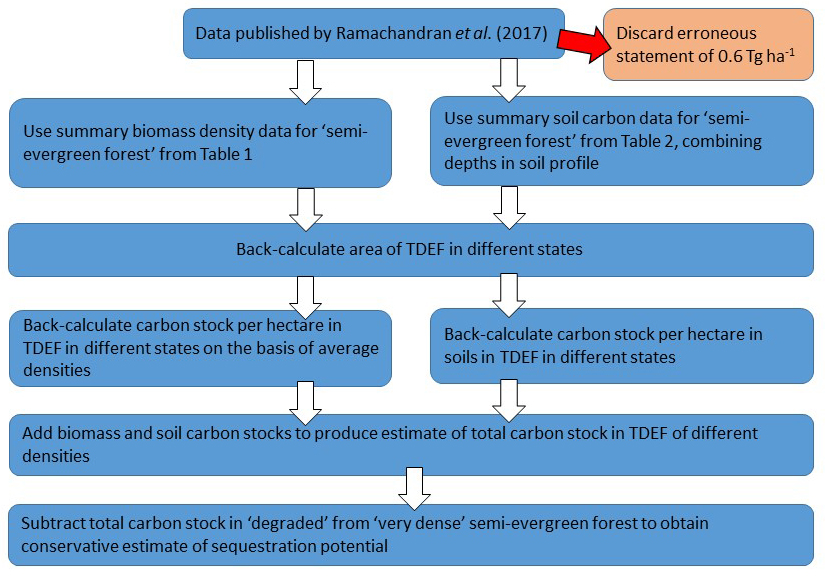 Data published by Ramachandran et al. (2017)
Discard erroneous
statement of 0.6 Tg ha-1
Use summary biomass density data for ‘semi-
evergreen forest’ from Table 1
Use summary soil carbon data for ‘semi-
evergreen forest’ from Table 2, combining
depths in soil profile
Back-calculate area of TDEF in different states
Back-calculate carbon stock per hectare in
TDEF in different states on the basis of average
densities
Back-calculate carbon stock per hectare in
soils in TDEF in different states
Add biomass and soil carbon stocks to produce estimate of total carbon stock in TDEF of different
densities
Subtract total carbon stock in ‘degraded’ from ‘very dense’ semi-evergreen forest to obtain
conservative estimate of sequestration potential